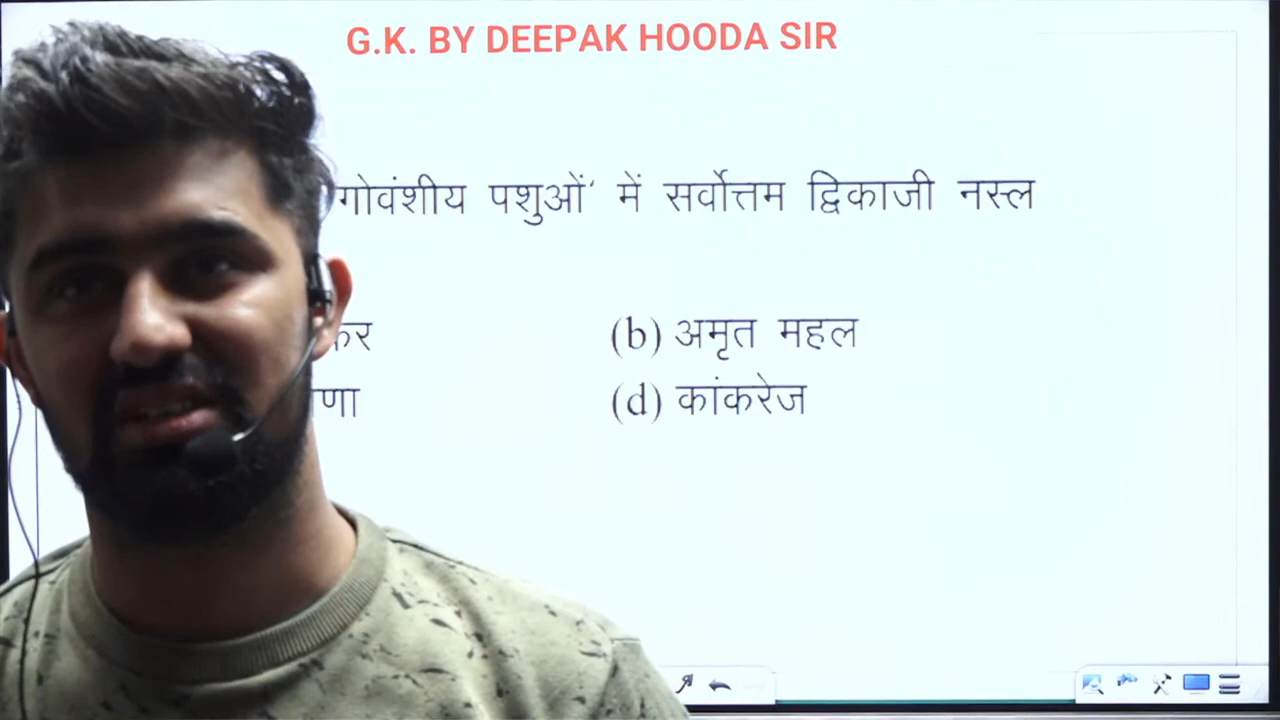 G.K. BY DEEPAK HOODA SIR
गोवंशीय पशुओं’ में सर्वोत्तम द्विकाजी नस्ल
(b) अमृत महल
(d) कांकरेज